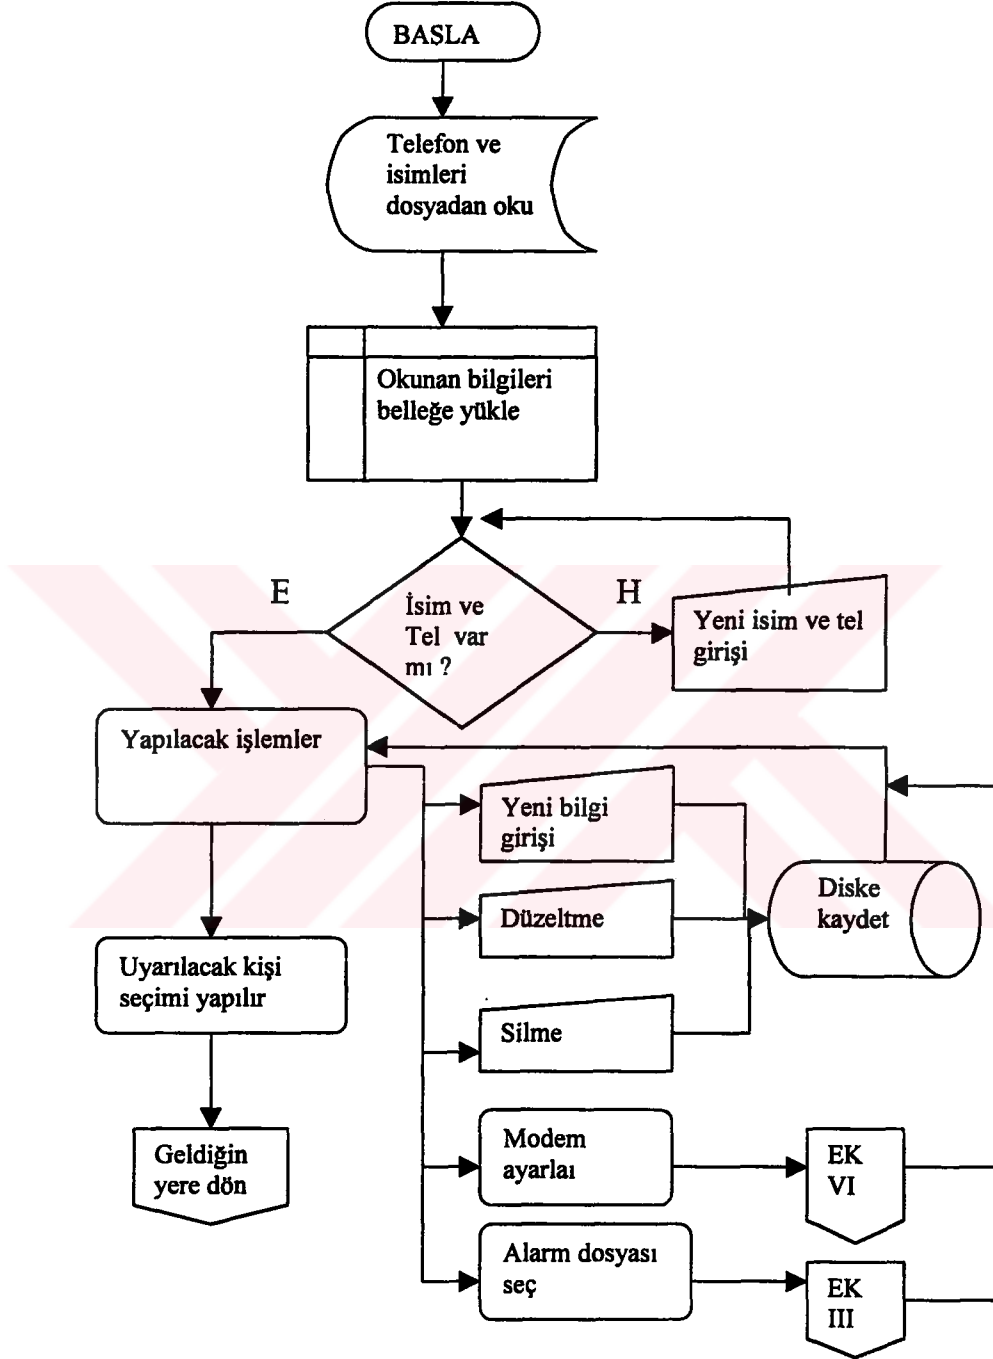 BAŞLA
Telefon ve
isimleri
dosyadan oku
Okunan bilgileri
belleğe yükle
E
İsim ve
Tel var
mı ?
H
Yeni isim ve tel
girişi
Yapılacak işlemler
Yeni bilgi
girişi
Düzeltme
Diske
kaydet
Uyarılacak kişi
seçimi yapılır
Silme
Geldiğin
yere dön
Modem
ayarlaı
EK
VI
Alarm dosyası
seç
EK
III